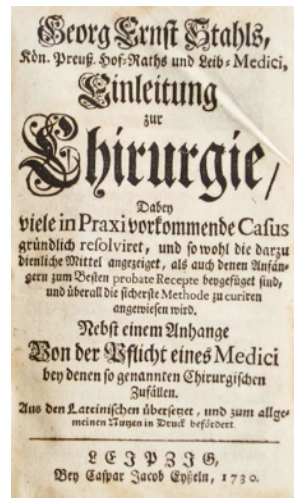 Georg Ernst Stahls,
Kön. Preuß. Hof-Raths und Leib-Medici,
Einleitung
zur
Chirurgie,
Dabey
viele in Praxi vorkommende Casus
gründlich resolviret, und so wohl die darzu
dienliche Mittel angezeiget, als auch denen Anfän-
gern zum Besten probate Recepte beygefüget sind,
und überall die sicherste Methode zu curiren
angewiesen wird.
Nebst einem Anhange
Von der Pflicht eines Medici
bey denen so genannten Chirurgischen
Zufällen.
Aus den Lateinischen übersetzet, und zum allge-
meinen Nutzen in Druck befördert
LEIPZIG,
Bey Caspar Jacob Eyßeln, 1730.